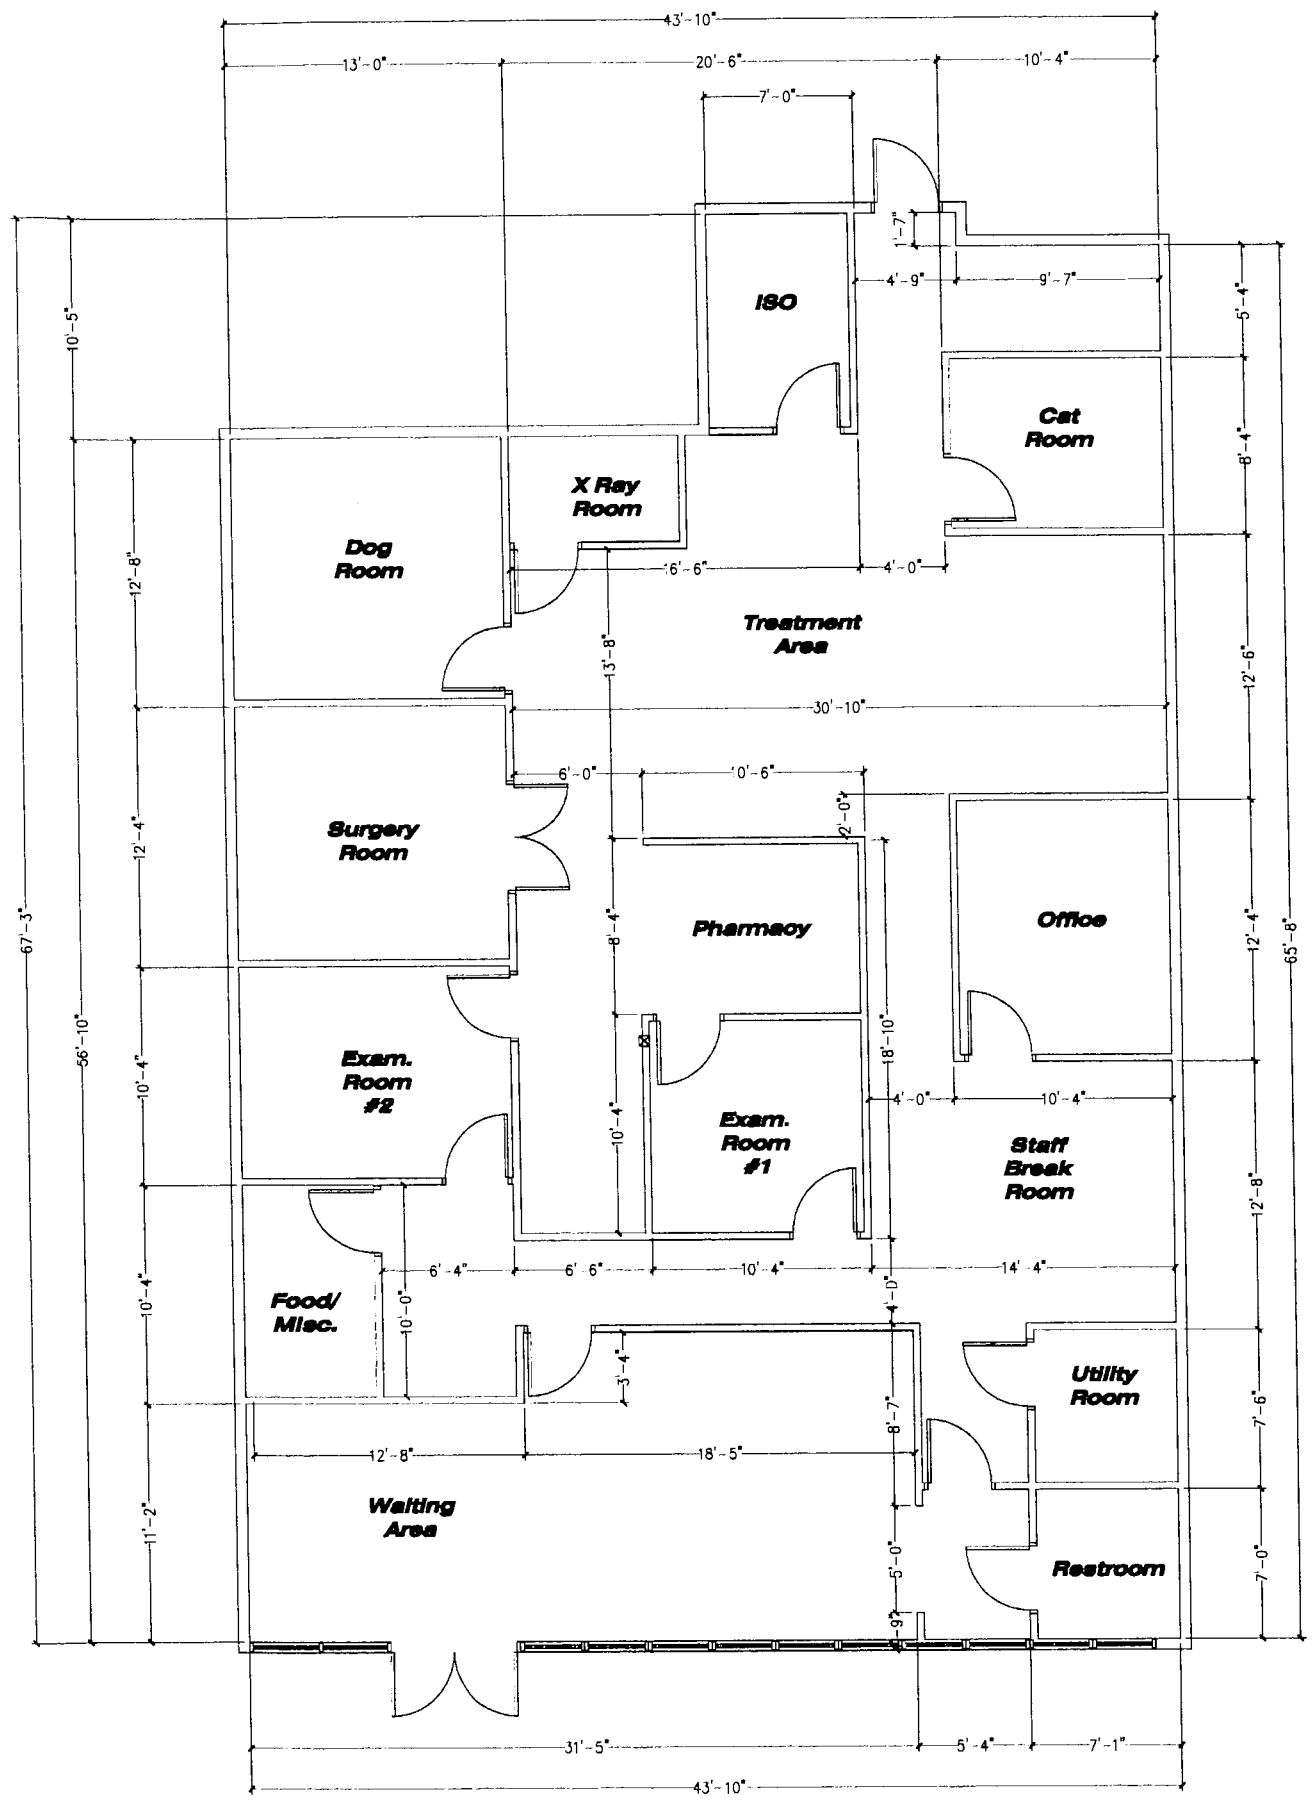 43'-10"
13'-0"
20'-6"
10'-4"
7'-0"
1'-7"
4'-9"
9'-7"
ISO
5'-4"
10'-5"
Cat
Room
8'-4"
X Ray
Room
Dog
Room
12'-8"
16'-6"
4'-0"
Treatment
Area
13'-8"
12'-6"
30'-10"
6'-0"
10'-6"
2'-0"
Surgery
Room
12'-4"
Pharmacy
8'-4"
Office
12'-4"
67'-3"
65'-8"
56'-10"
18'-10"
Exam.
Room
#2
10'-4"
4'-0"
10'-4"
10'-4"
Exam.
Room
#1
Staff
Break
Room
12'-8"
6'-4"
6'-6"
10'-4"
14'-4"
4'-0"
Food/
Misc.
10'-4"
10'-0"
3'-4"
Utility
Room
7'-6"
8'-7"
12'-8"
18'-5"
Waiting
Area
11'-2"
5'-0"
Restroom
7'-0"
-9"
31'-5"
5'-4"
7'-1"
43'-10"